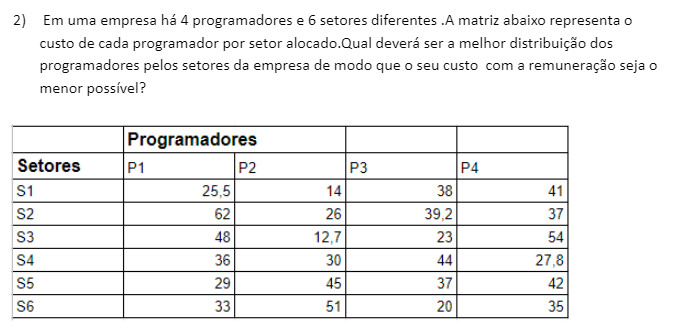 2) Em uma empresa há 4 programadores e 6 setores diferentes .A matriz abaixo representa o
custo de cada programador por setor alocado.Qual deverá ser a melhor distribuição dos
programadores pelos setores da empresa de modo que o seu custo com a remuneração seja o
menor possível?
Programadores
Setores P1 P2 P3 P4
S1 25,5 14 38 41
S2 62 26 39,2 37
S3 48 12,7 23 54
S4 36 30 44 27,8
S5 29 45 37 42
S6 33 51 20 35